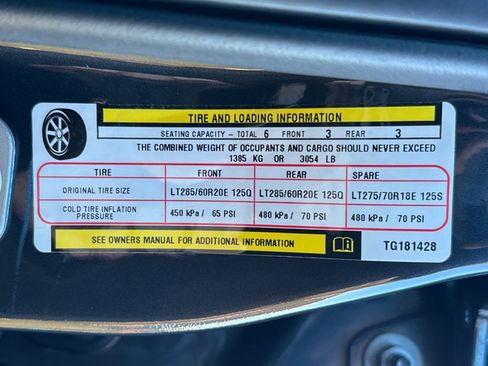 TIRE AND LOADING INFORMATION
SEATING CAPACITY - TOTAL 6 FRONT 3 REAR 3
THE COMBINED WEIGHT OF OCCUPANTS AND CARGO SHOULD NEVER EXCEED
1385 KG OR 3054 LB
TIRE FRONT REAR SPARE
ORIGINAL TIRE SIZE LT285/60R20E 125Q LT285/60R20E 125Q LT275/70R18E 125S
COLD TIRE INFLATION PRESSURE 450 kPa / 65 PSI 480 kPa / 70 PSI 480 kPa / 70 PSI
SEE OWNERS MANUAL FOR ADDITIONAL INFORMATION
TG181428